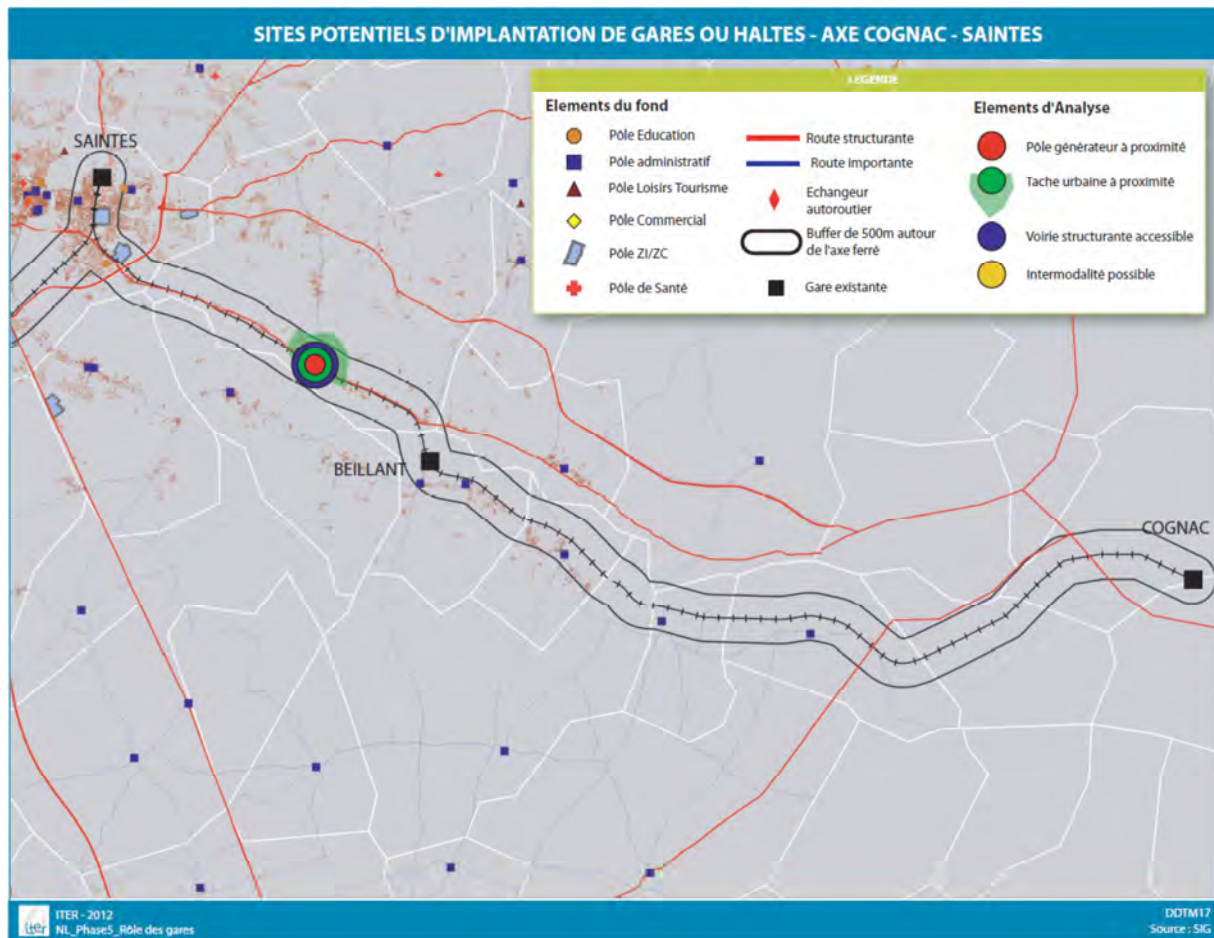 SITES POTENTIELS D'IMPLANTATION DE GARES OU HALTES - AXE COGNAC - SAINTES
LEGENDE
Elements du fond
Pôle Education
Pôle administratif
Pôle Loisirs Tourisme
Pôle Commercial
Pôle ZI/ZC
Pôle de Santé
Route structurante
Route importante
Echangeur
autoroutier
Buffer de 500m autour
de l'axe ferré
Gare existante
Elements d'Analyse
Pôle générateur à proximité
Tache urbaine à proximité
Voirie structurante accessible
Intermodalité possible
SAINTES
BEILLANT
COGNAC
iter
ITER - 2012
NL_Phase5_Rôle des gares
DDTM17
Source : SIG